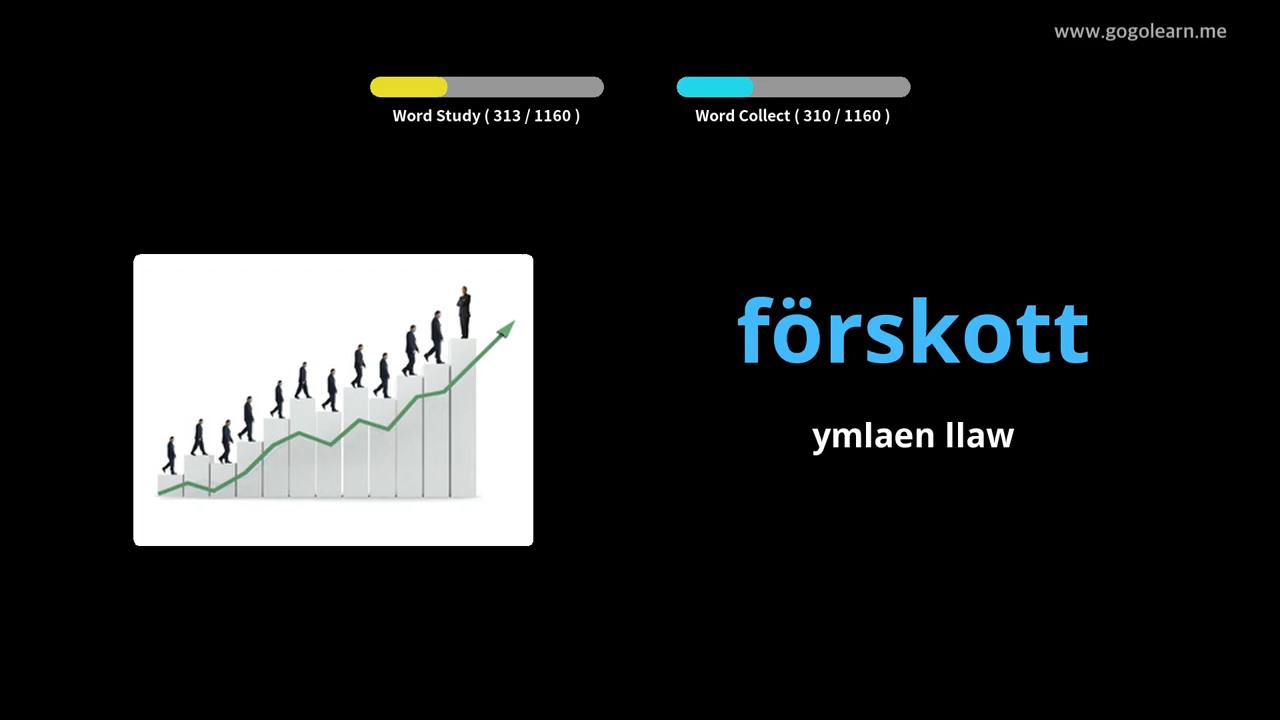 www.gogolearn.me
Word Study ( 313 / 1160 )
Word Collect ( 310 / 1160 )
förskott
ymlaen llaw